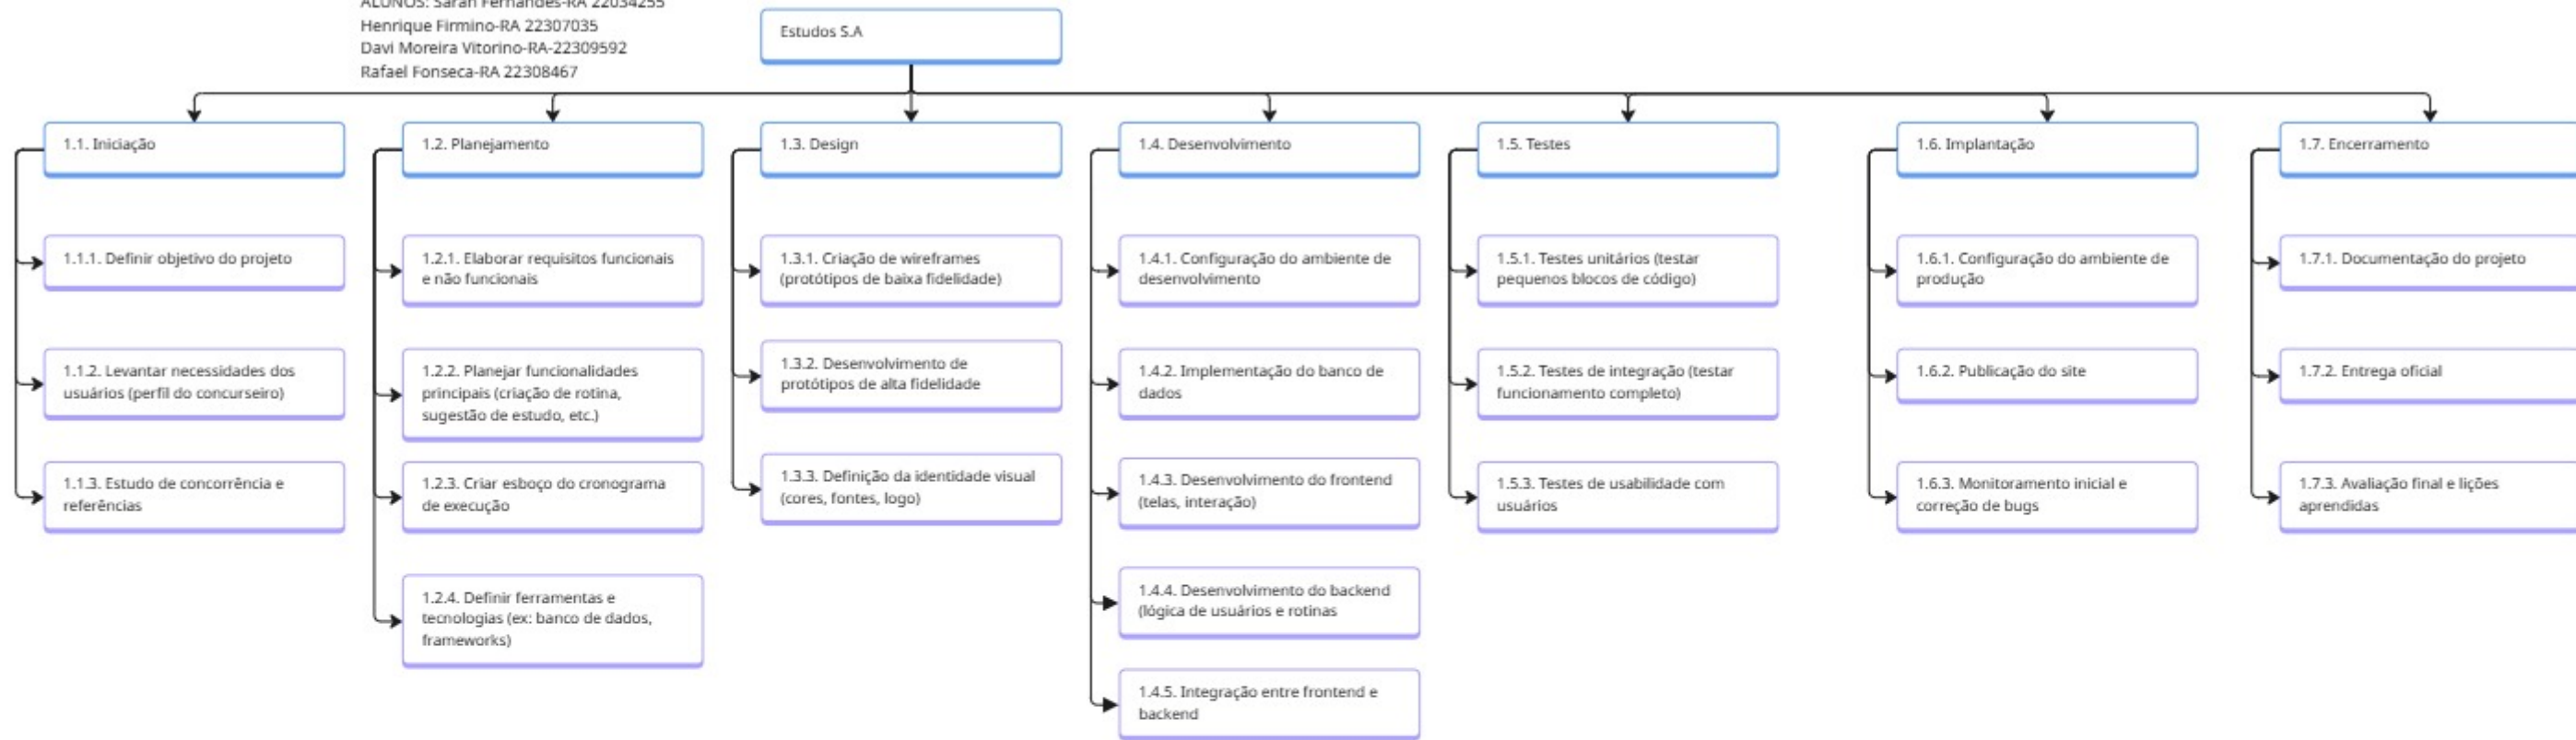 ALUNOS: Sarah Fernandes-RA 22034255
Henrique Firmino-RA 22307035
Davi Moreira Vitorino-RA-22309592
Rafael Fonseca-RA 22308467
Estudos S.A
1.1. Iniciação
1.1.1. Definir objetivo do projeto
1.1.2. Levantar necessidades dos
usuários (perfil do concurseiro)
1.1.3. Estudo de concorrência e
referências
1.2. Planejamento
1.2.1. Elaborar requisitos funcionais
e não funcionais
1.2.2. Planejar funcionalidades
principais (criação de rotina,
sugestão de estudo, etc.)
1.2.3. Criar esboço do cronograma
de execução
1.2.4. Definir ferramentas e
tecnologias (ex: banco de dados,
frameworks)
1.3. Design
1.3.1. Criação de wireframes
(protótipos de baixa fidelidade)
1.3.2. Desenvolvimento de
protótipos de alta fidelidade
1.3.3. Definição da identidade visual
(cores, fontes, logo)
1.4. Desenvolvimento
1.4.1. Configuração do ambiente de
desenvolvimento
1.4.2. Implementação do banco de
dados
1.4.3. Desenvolvimento do frontend
(telas, interação)
1.4.4. Desenvolvimento do backend
(lógica de usuários e rotinas
1.4.5. Integração entre frontend e
backend
1.5. Testes
1.5.1. Testes unitários (testar
pequenos blocos de código)
1.5.2. Testes de integração (testar
funcionamento completo)
1.5.3. Testes de usabilidade com
usuários
1.6. Implantação
1.6.1. Configuração do ambiente de
produção
1.6.2. Publicação do site
1.6.3. Monitoramento inicial e
correção de bugs
1.7. Encerramento
1.7.1. Documentação do projeto
1.7.2. Entrega oficial
1.7.3. Avaliação final e lições
aprendidas